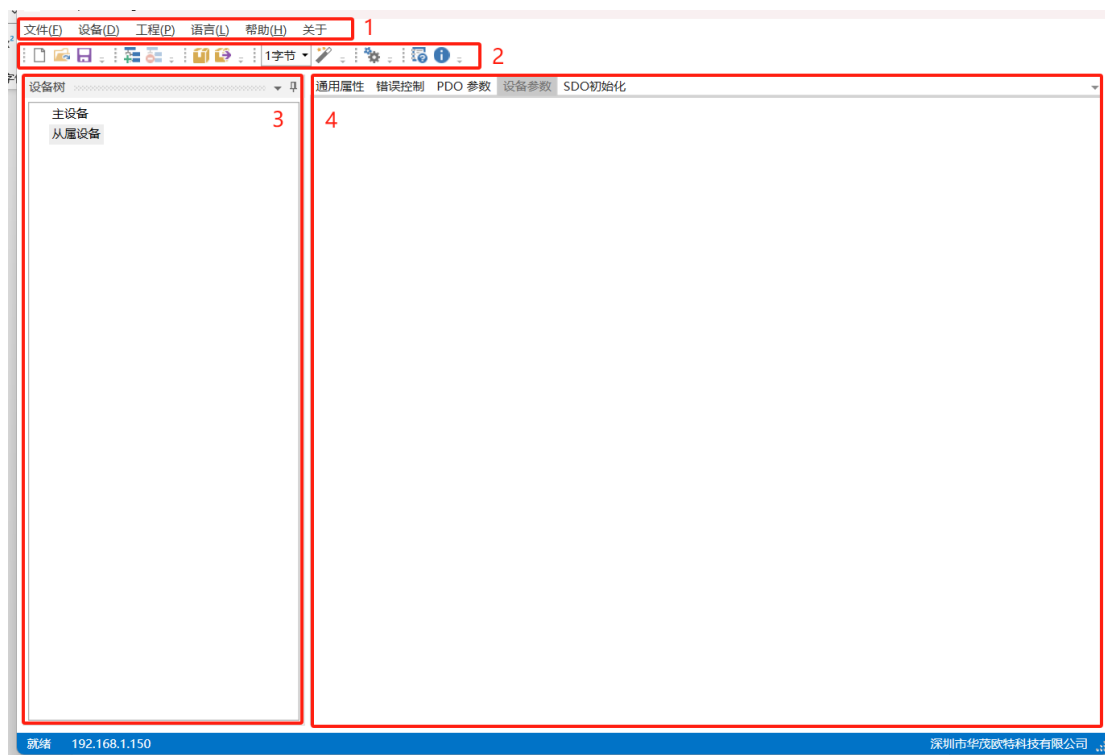 文件(F) 设备(D) 工程(P) 语言(L) 帮助(H) 关于 1
1字节 2
设备树 通用属性 错误控制 PDO 参数 设备参数 SDO初始化
主设备 3 4
从属设备
就绪 192.168.1.150 深圳市华茂欧特科技有限公司